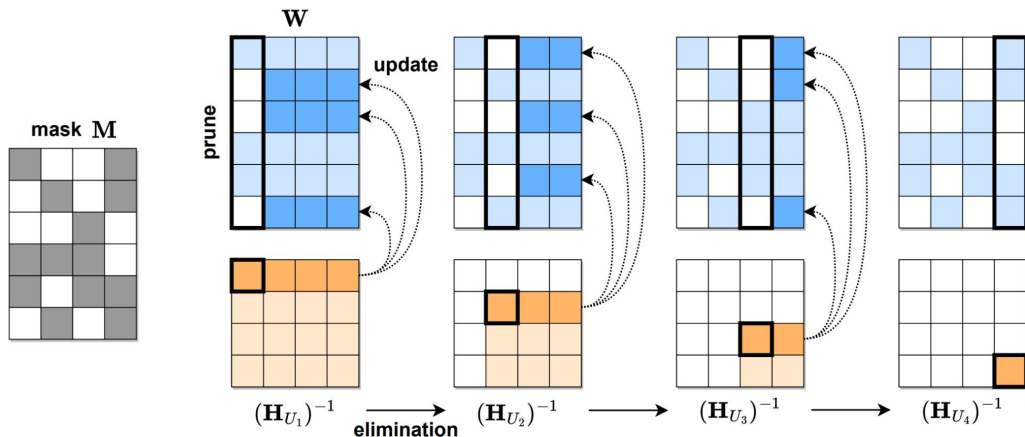 W
update
prune
mask M
(H_{U_1})^{-1}
elimination
(H_{U_2})^{-1}
(H_{U_3})^{-1}
(H_{U_4})^{-1}